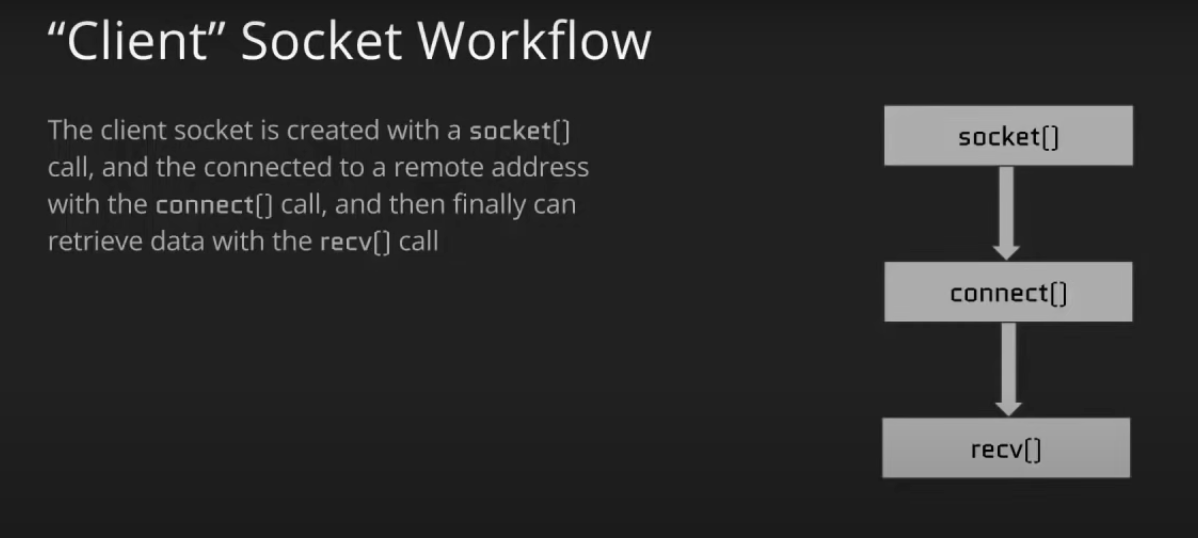 “Client” Socket Workflow
The client socket is created with a socket()
call, and the connected to a remote address
with the connect() call, and then finally can
retrieve data with the recv() call
socket()
connect()
recv()